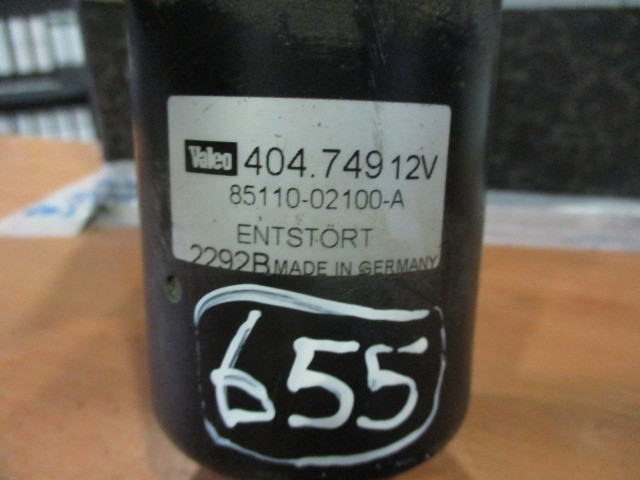 Valeo 404.749 12V
85110-02100-A
ENTSTÖRT
2292B MADE IN GERMANY
655